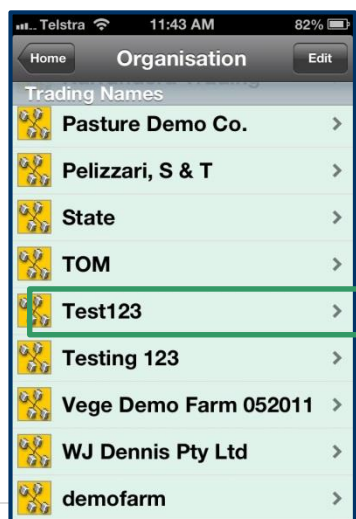 Telstra 11:43 AM 82%
Home Organisation Edit
Trading Names
Pasture Demo Co.
Pelizzari, S & T
State
TOM
Test123
Testing 123
Vege Demo Farm 052011
WJ Dennis Pty Ltd
demofarm